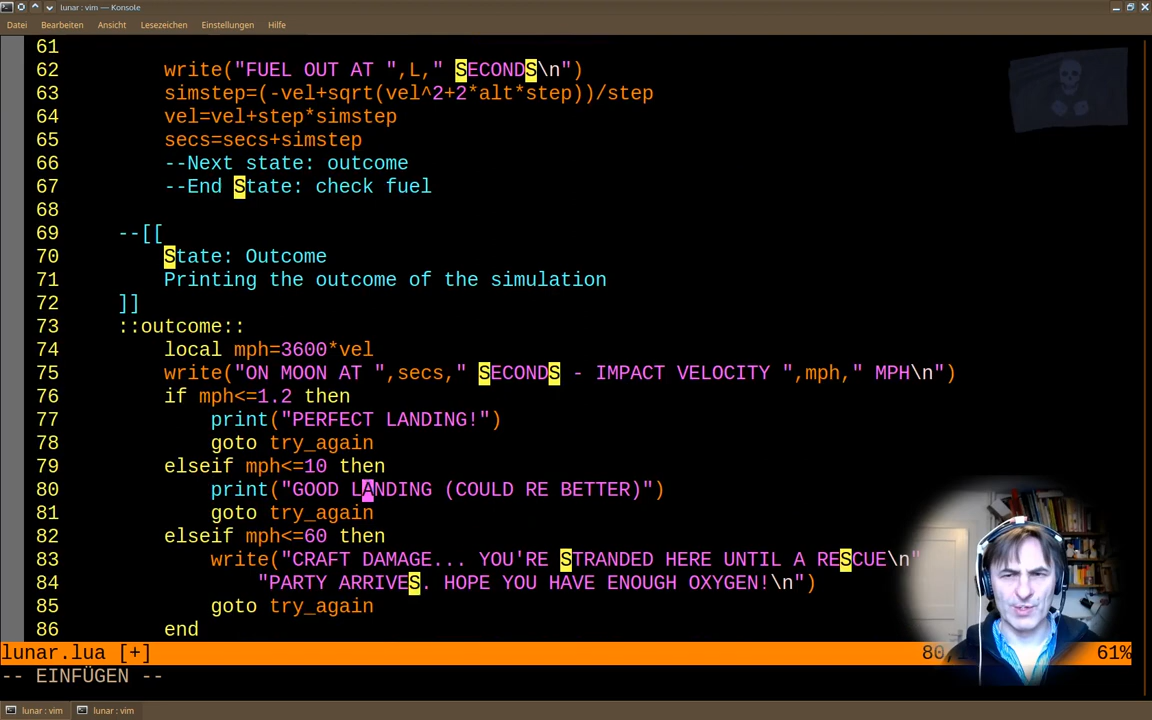 lunar : vim — Konsole
Datei Bearbeiten Ansicht Lesezeichen Einstellungen Hilfe
61
62 write("FUEL OUT AT ",L," SECONDS\n")
63 simstep=(-vel+sqrt(vel^2+2*alt*step))/step
64 vel=vel+step*simstep
65 secs=secs+simstep
66 --Next state: outcome
67 --End State: check fuel
68
69 --[[
70 State: Outcome
71 Printing the outcome of the simulation
72 ]]
73 ::outcome::
74 local mph=3600*vel
75 write("ON MOON AT ",secs," SECONDS - IMPACT VELOCITY ",mph," MPH\n")
76 if mph<=1.2 then
77 print("PERFECT LANDING!")
78 goto try_again
79 elseif mph<=10 then
80 print("GOOD LANDING (COULD RE BETTER)")
81 goto try_again
82 elseif mph<=60 then
83 write("CRAFT DAMAGE... YOU'RE STRANDED HERE UNTIL A RESCUE\n"
84 "PARTY ARRIVES. HOPE YOU HAVE ENOUGH OXYGEN!\n")
85 goto try_again
86 end
lunar.lua [+] 80, 61%
-- EINFÜGEN --
lunar : vim lunar : vim